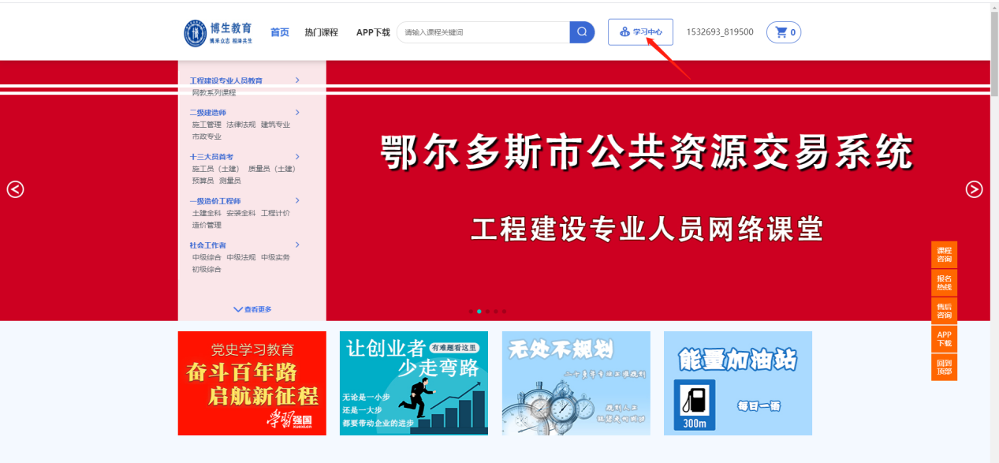 博生教育
博采众志 相泽共生
首页
热门课程
APP下载
请输入课程关键词
学习中心
1532693_819500
0
工程建设专业人员教育
网教系列课程
二级建造师
施工管理 法律法规 建筑专业
市政专业
十三大员首考
施工员（土建） 质量员（土建）
预算员 测量员
一级造价工程师
土建全科 安装全科 工程计价
造价管理
社会工作者
中级综合 中级法规 中级实务
初级综合
查看更多
鄂尔多斯市公共资源交易系统
工程建设专业人员网络课堂
课程
咨询
报名
热线
售后
咨询
APP
下载
回到
顶部
党史学习教育
奋斗百年路
启航新征程
学习强国
xuexi.cn
让创业者
有难题看这里
少走弯路
无论是一小步
还是一大步
都要带动企业的进步
无处不规划
能量加油站
每日一语
300m